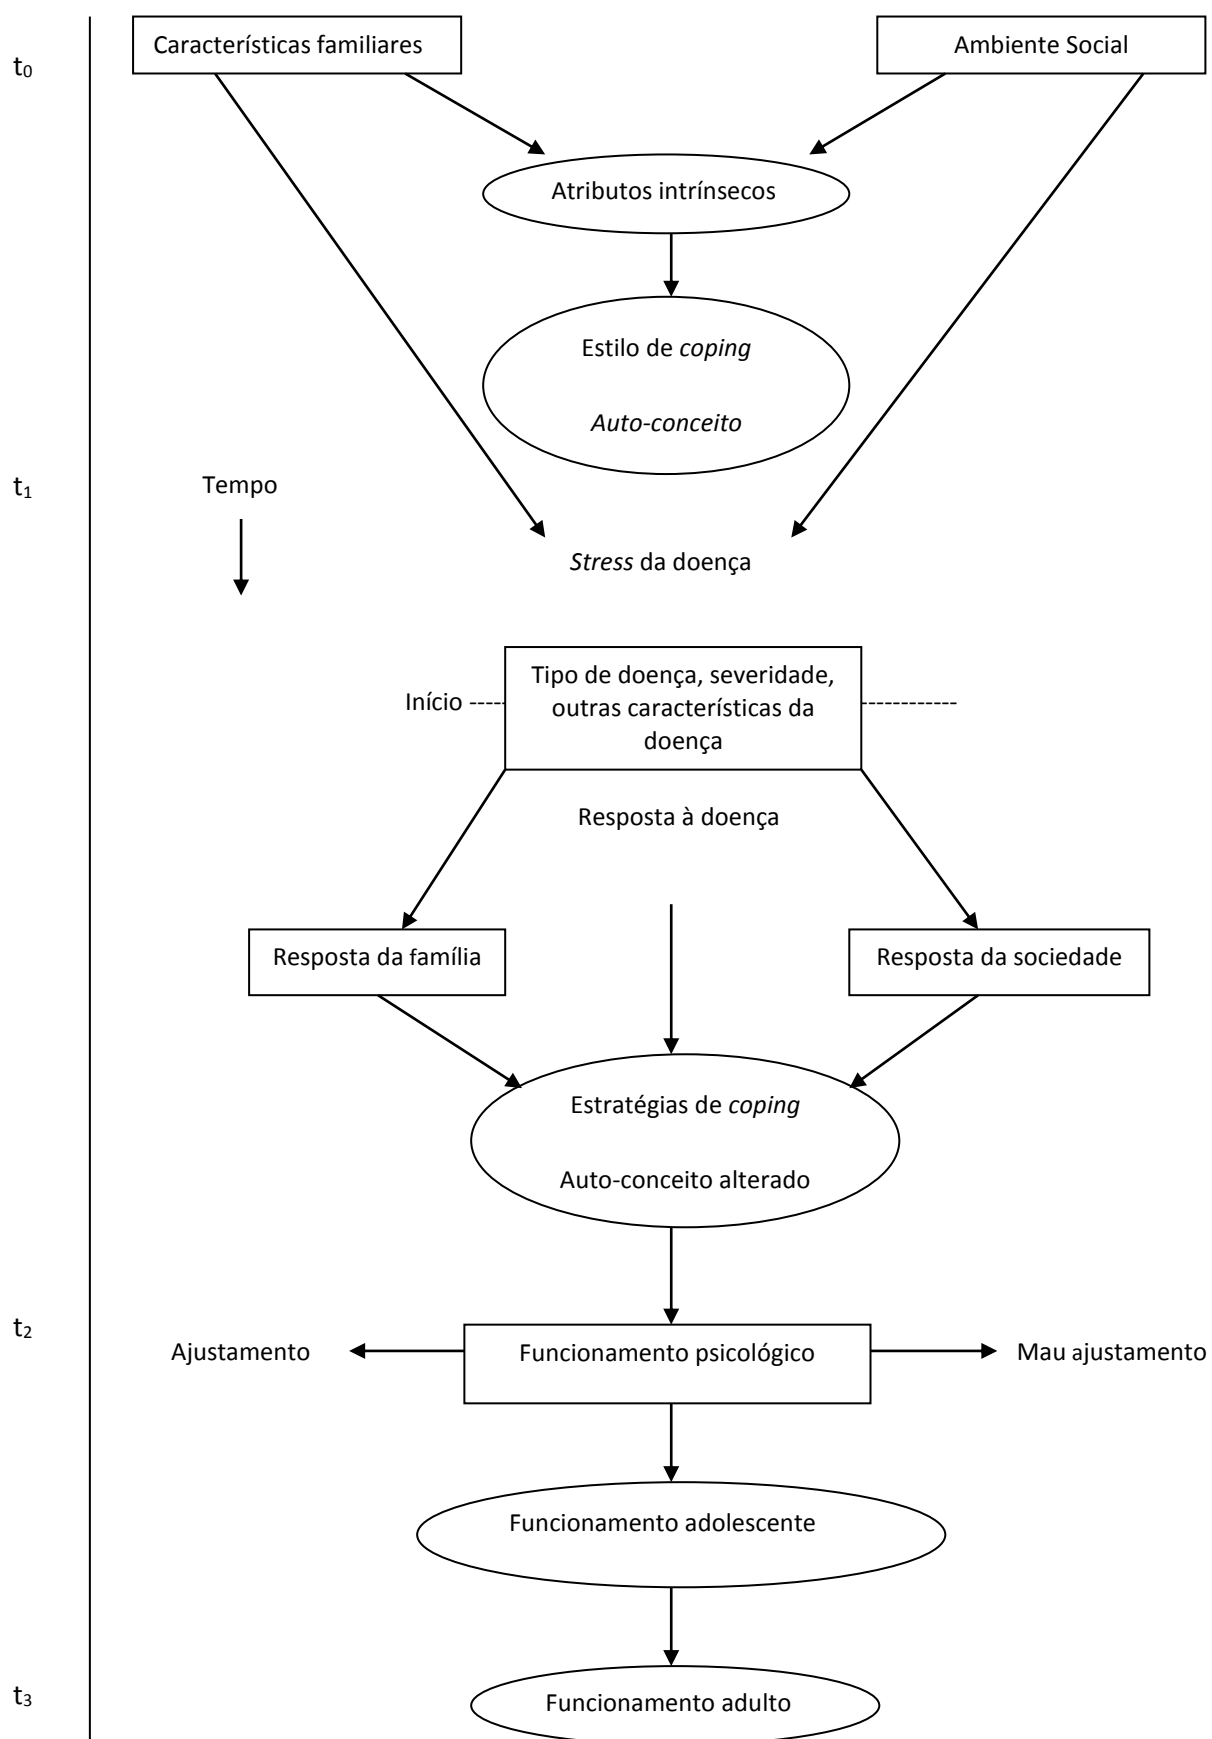 Características familiares
Ambiente Social
t0
Atributos intrínsecos
Estilo de coping
Auto-conceito
t1
Tempo
Stress da doença
Tipo de doença, severidade,
outras características da
doença
Início
Resposta à doença
Resposta da família
Resposta da sociedade
Estratégias de coping
Auto-conceito alterado
t2
Ajustamento
Funcionamento psicológico
Mau ajustamento
Funcionamento adolescente
t3
Funcionamento adulto